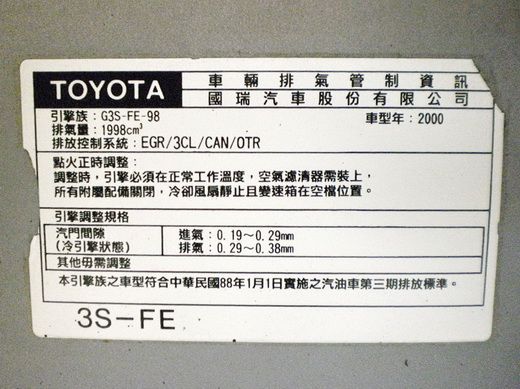 TOYOTA
車輛排氣管制資訊
國瑞汽車股份有限公司
引擎族：G3S-FE-98
車型年：2000
排氣量：1998cm³
排放控制系統：EGR/3CL/CAN/OTR
點火正時調整：
調整時，引擎必須在正常工作溫度，空氣濾清器需裝上，
所有附屬配備關閉，冷卻風扇靜止且變速箱在空檔位置。
引擎調整規格
汽門間隙
(冷引擎狀態)
進氣：0.19～0.29mm
排氣：0.29～0.38mm
其他毋需調整
本引擎族之車型符合中華民國88年1月1日實施之汽油車第三期排放標準。
3S-FE